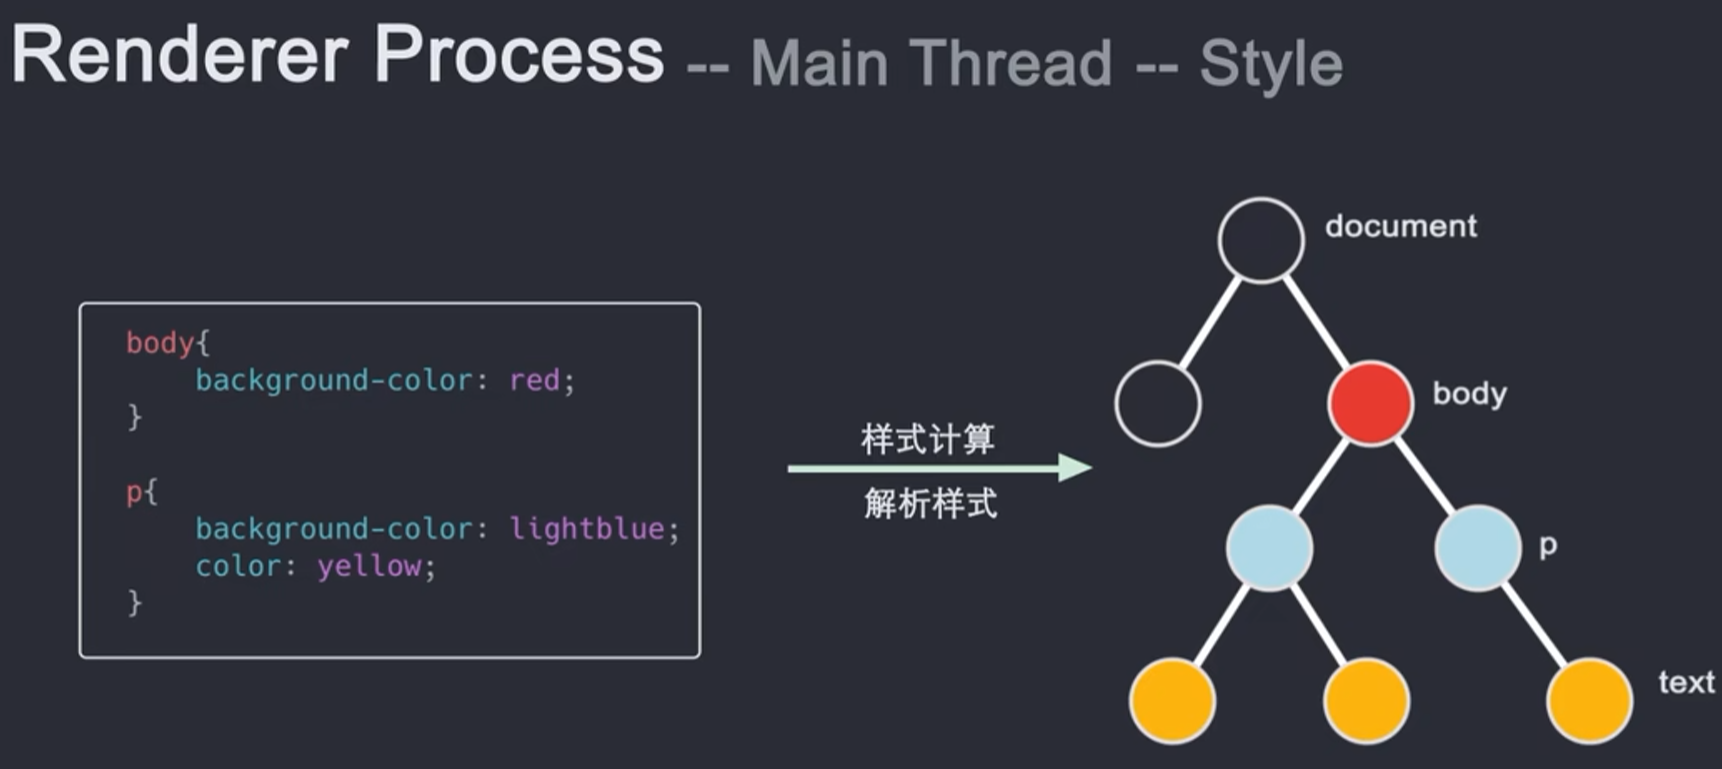 Renderer Process -- Main Thread -- Style
body{
background-color: red;
}
p{
background-color: lightblue;
color: yellow;
}
样式计算
解析样式
document
body
p
text